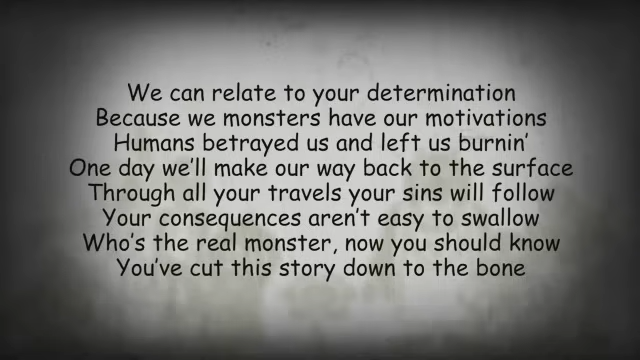 We can relate to your determination
Because we monsters have our motivations
Humans betrayed us and left us burnin'
One day we'll make our way back to the surface
Through all your travels your sins will follow
Your consequences aren't easy to swallow
Who's the real monster, now you should know
You've cut this story down to the bone